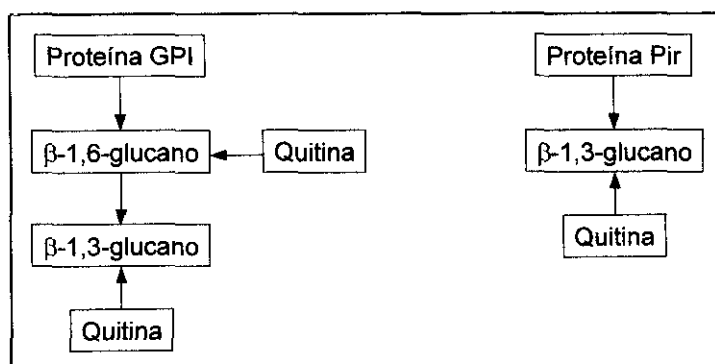 Proteína GPI
Proteína Pir
β-1,6-glucano
Quitina
β-1,3-glucano
β-1,3-glucano
Quitina
Quitina